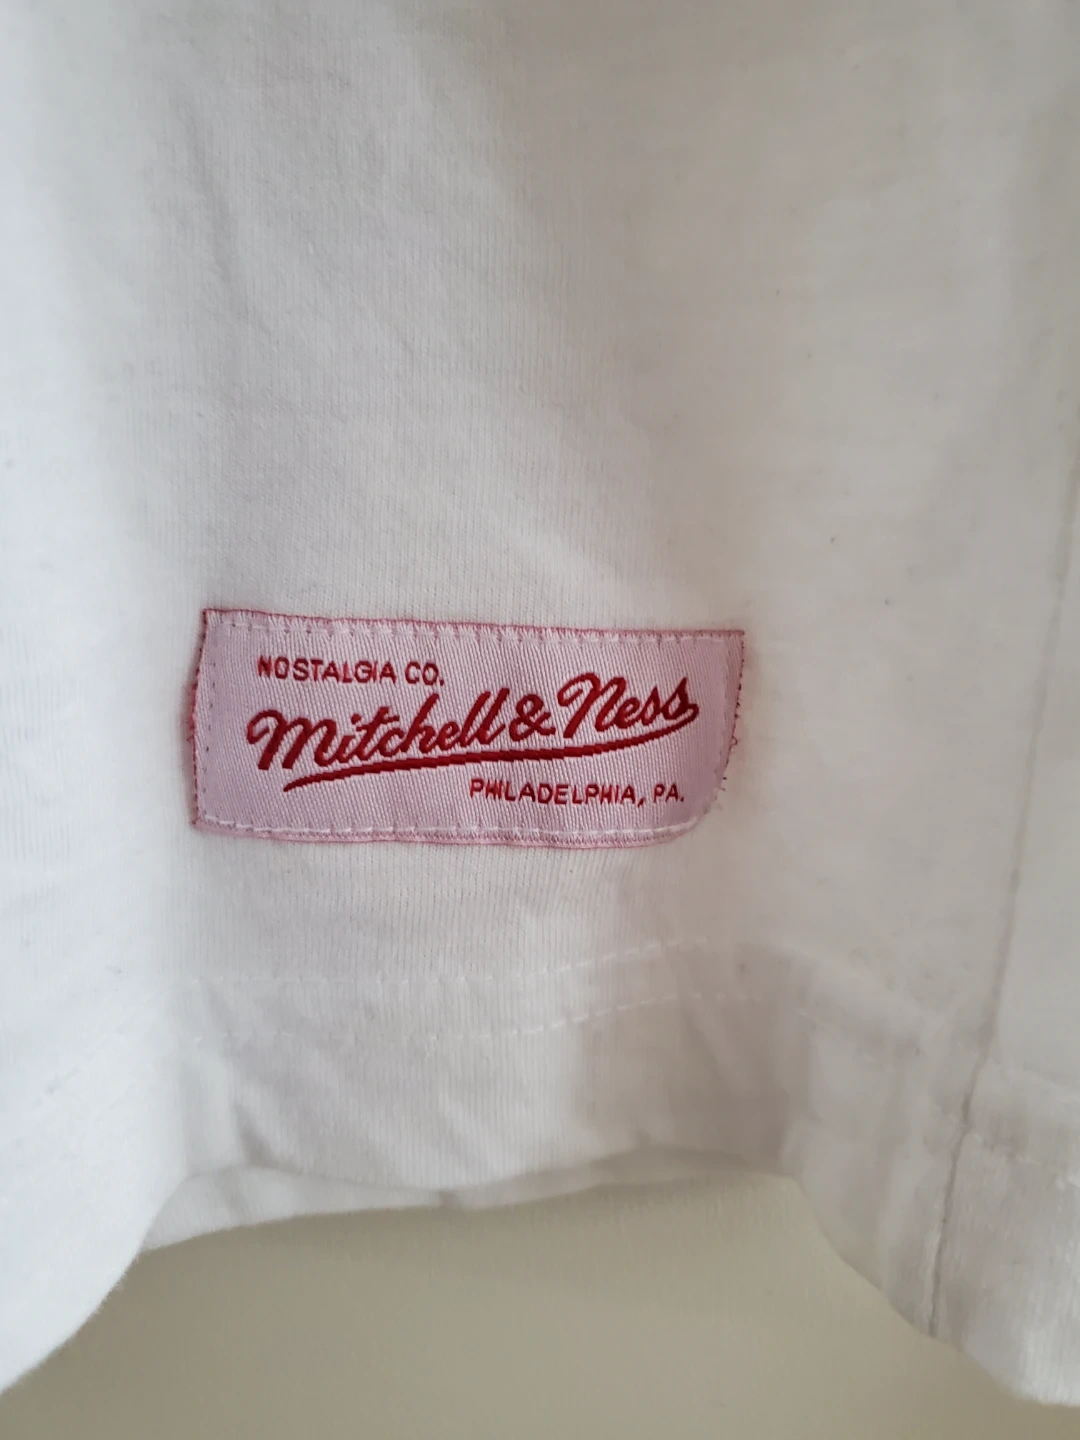 NOSTALGIA CO.
Mitchell & Ness
PHILADELPHIA, PA.